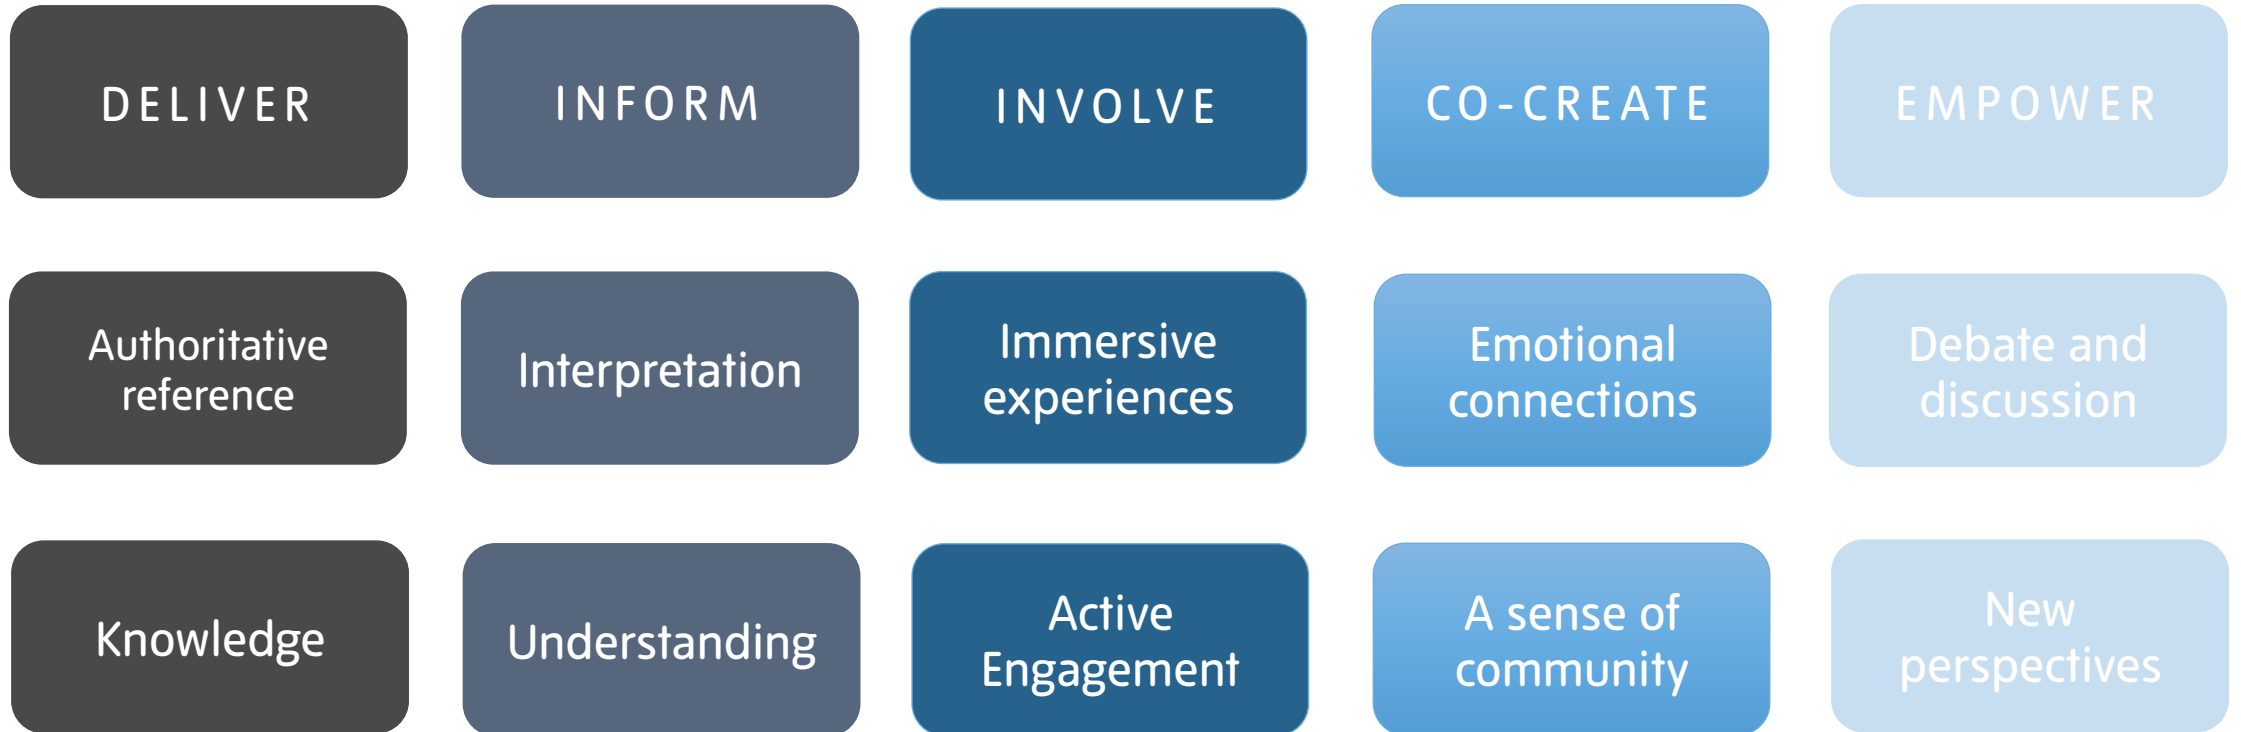 DELIVER
INFORM
INVOLVE
CO-CREATE
EMPOWER
Authoritative
reference
Interpretation
Immersive
experiences
Emotional
connections
Debate and
discussion
Knowledge
Understanding
Active
Engagement
A sense of
community
New
perspectives